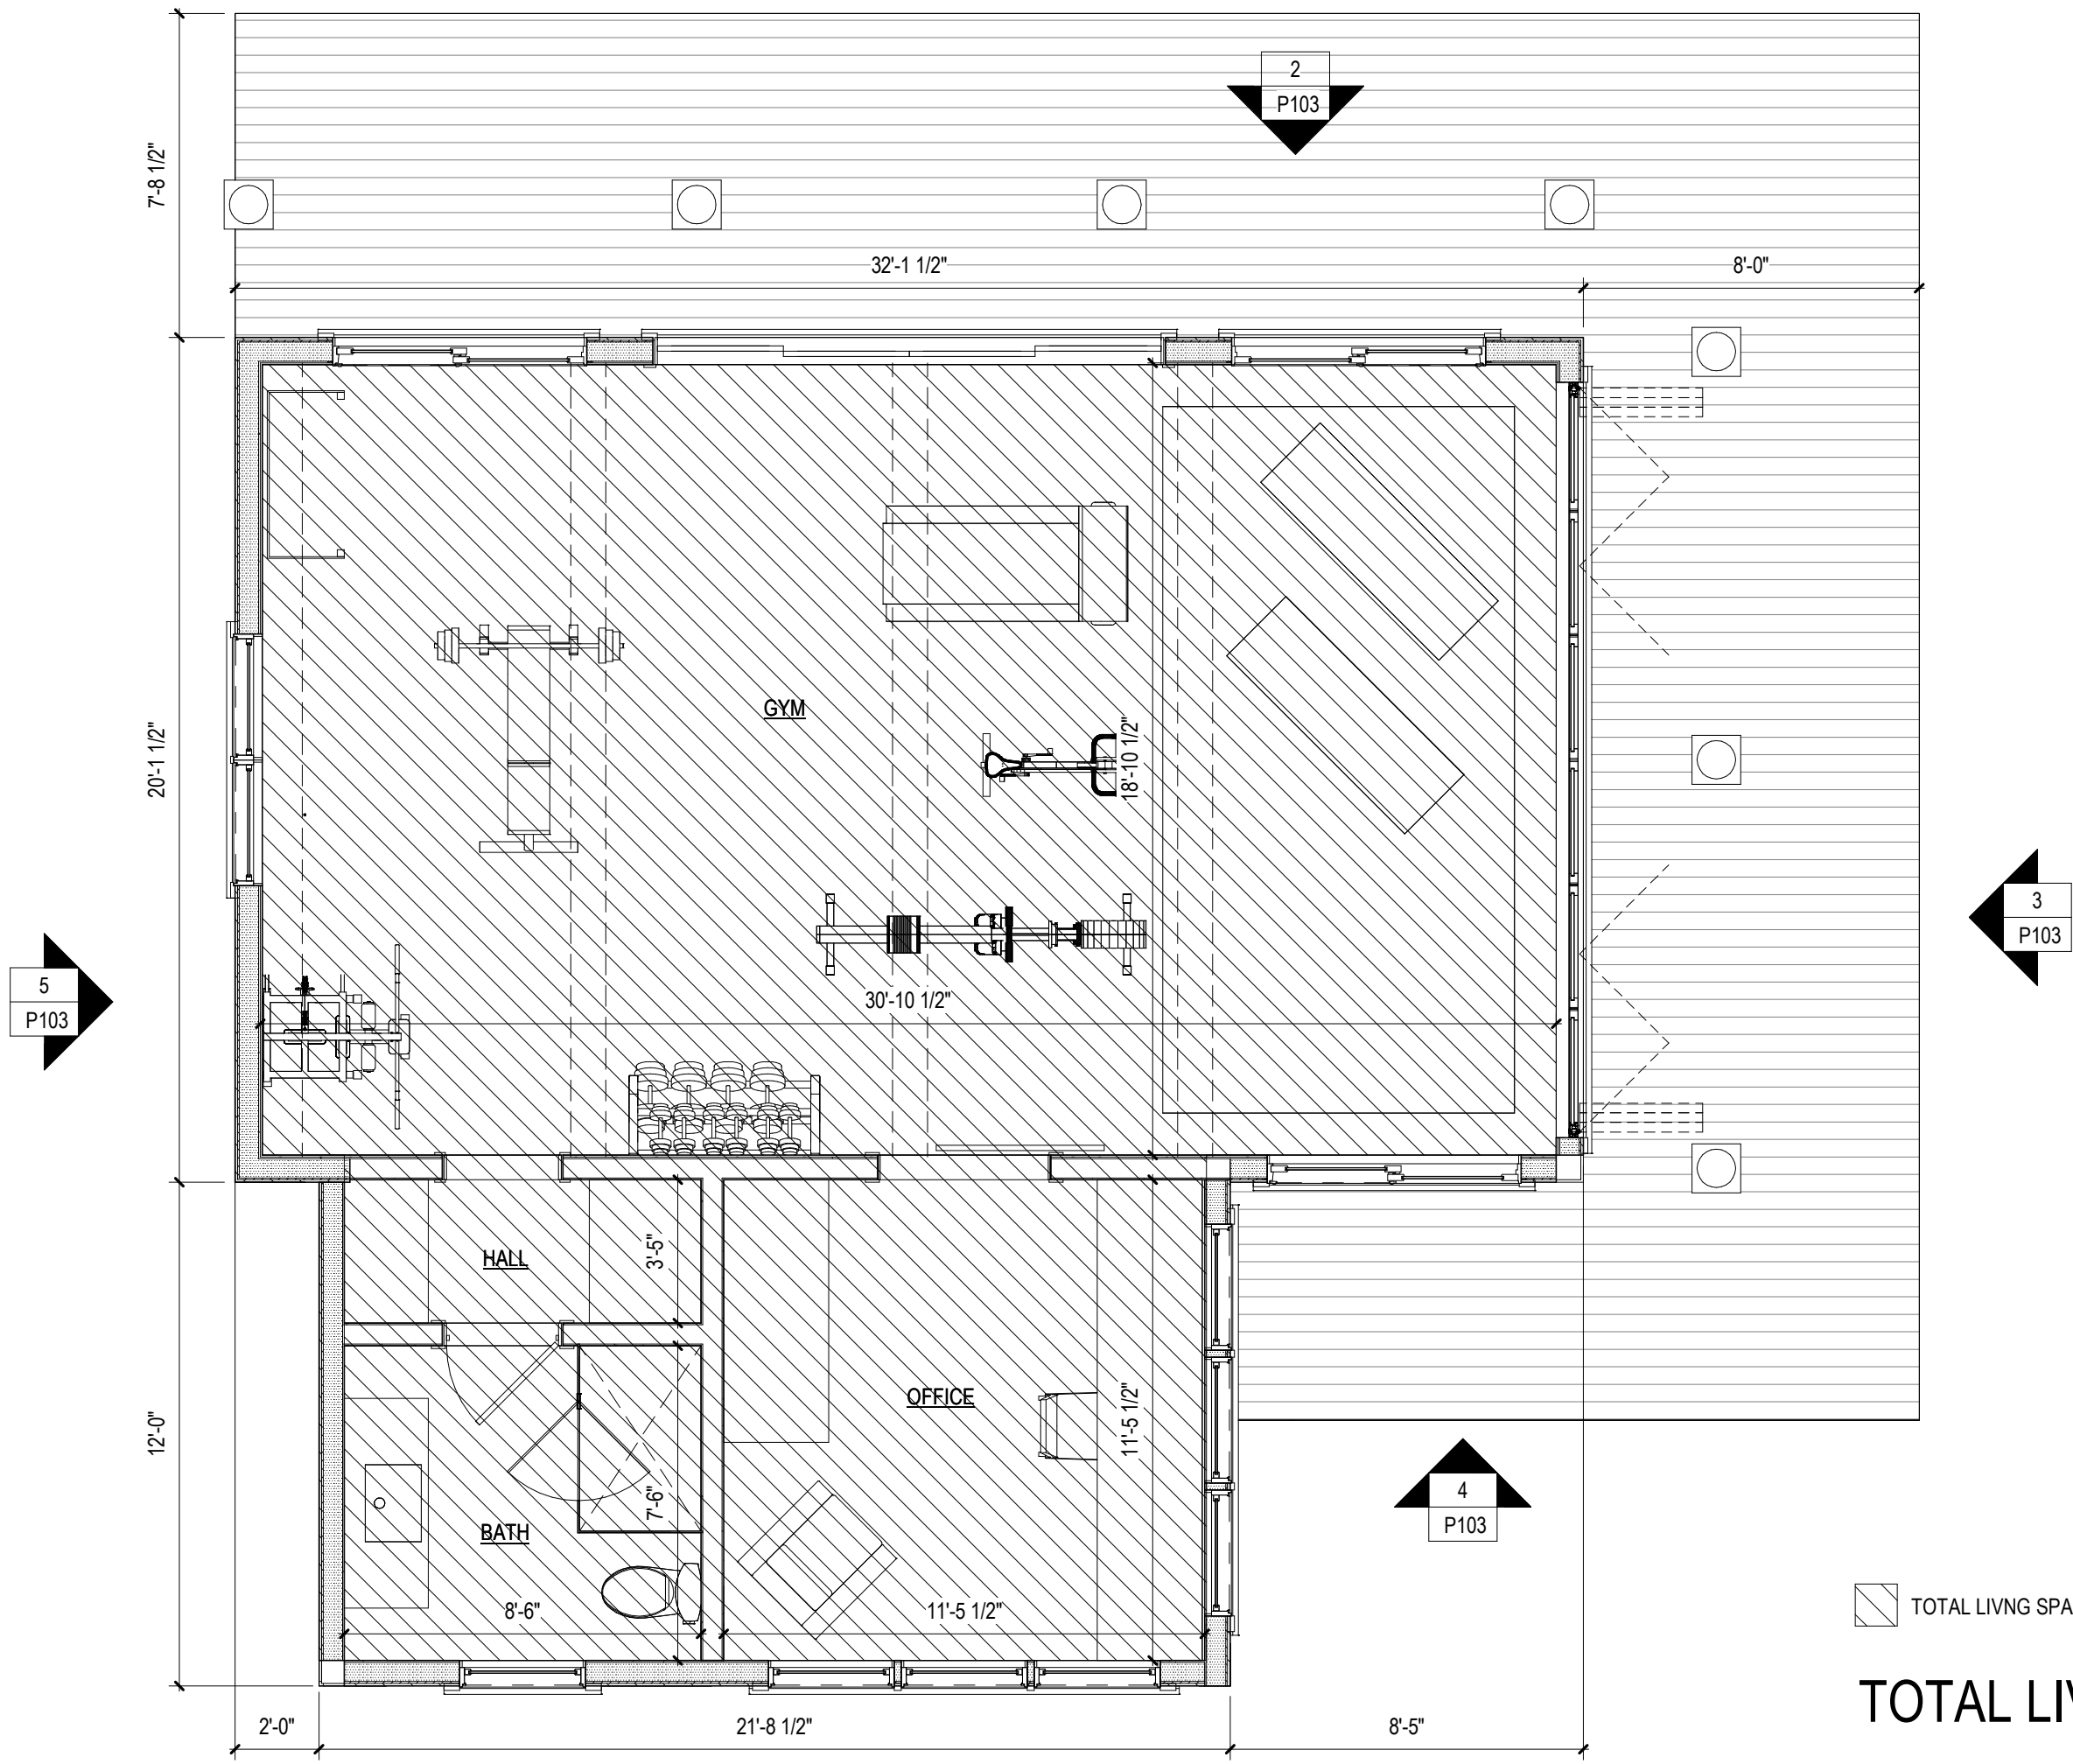 2
P103
7'-8 1/2"
32'-1 1/2"
8'-0"
GYM
20'-1 1/2"
18'-10 1/2"
3
P103
5
P103
30'-10 1/2"
HALL
3'-5"
OFFICE
12'-0"
11'-5 1/2"
7'-6"
4
P103
BATH
8'-6"
11'-5 1/2"
TOTAL LIVNG SPA
TOTAL LIV
2'-0"
21'-8 1/2"
8'-5"